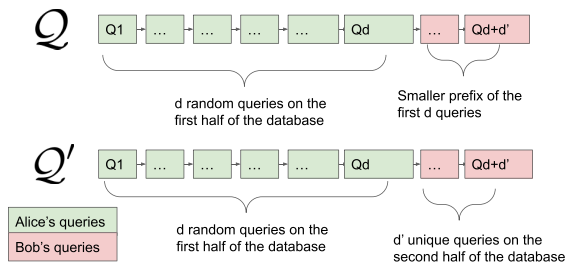 Q
Q1 … … … … Qd … Qd+d'
d random queries on the
first half of the database
Smaller prefix of the
first d queries
Q'
Q1 … … … … Qd … Qd+d'
d random queries on the
first half of the database
d' unique queries on the
second half of the database
Alice's queries
Bob's queries